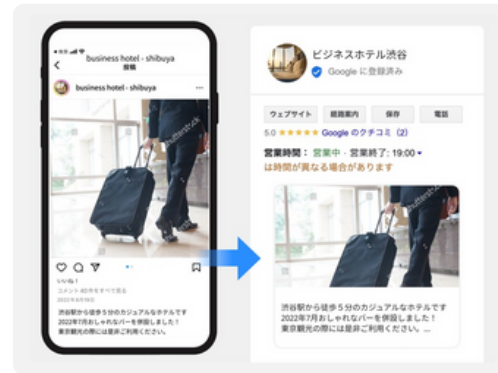 business hotel - shibuya
投稿
business hotel - shibuya
shutterstock
いいね！
2022年8月10日
渋谷駅から徒歩５分のカジュアルなホテルです
2022年7月おしゃれなバーを併設しました！
東京観光の際には是非ご利用ください。
ビジネスホテル渋谷
Google に登録済み
ウェブサイト
経路案内
保存
電話
5.0 ★★★★★ Google のクチコミ（2）
営業時間： 営業中 · 営業終了: 19:00
は時間が異なる場合があります
shutterstock
渋谷駅から徒歩５分のカジュアルなホテルです
2022年7月おしゃれなバーを併設しました！
東京観光の際には是非ご利用ください。...